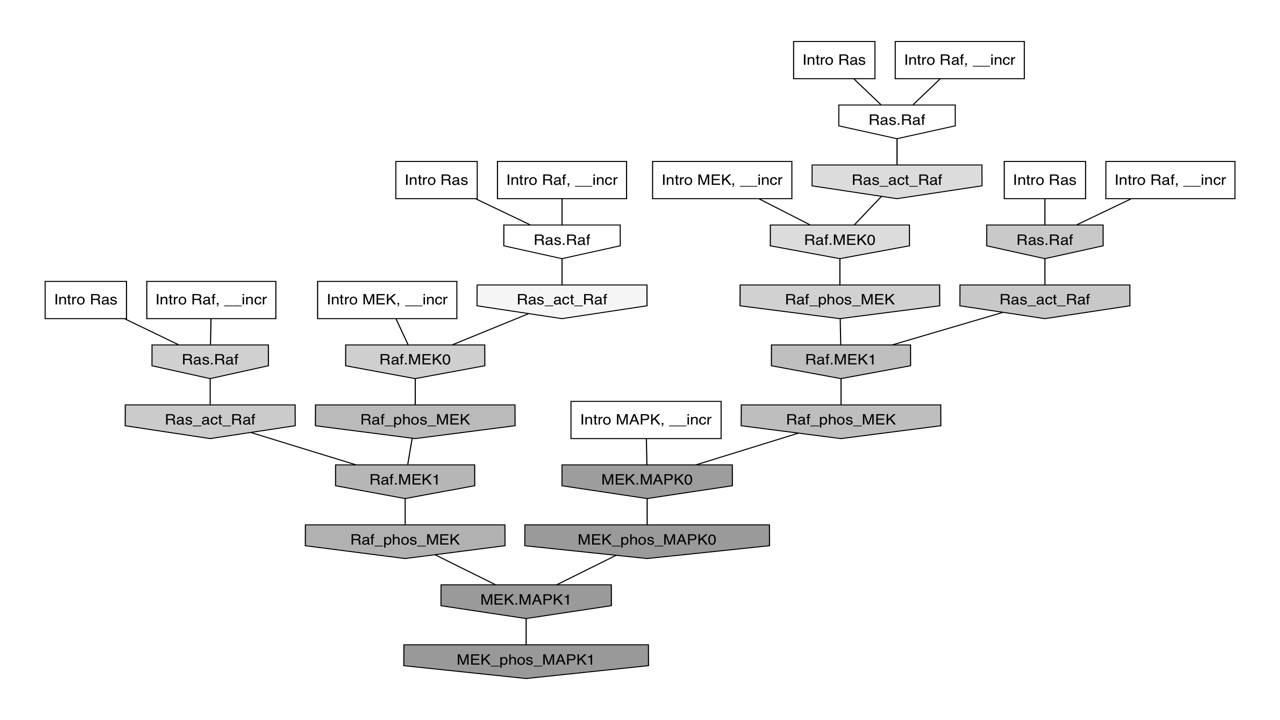 Intro Ras
Intro Raf, __incr
Ras.Raf
Intro Ras
Intro Raf, __incr
Intro MEK, __incr
Ras_act_Raf
Intro Ras
Intro Raf, __incr
Ras.Raf
Raf.MEK0
Ras.Raf
Intro Ras
Intro Raf, __incr
Intro MEK, __incr
Ras_act_Raf
Raf_phos_MEK
Ras_act_Raf
Ras.Raf
Raf.MEK0
Raf.MEK1
Ras_act_Raf
Raf_phos_MEK
Intro MAPK, __incr
Raf_phos_MEK
Raf.MEK1
MEK.MAPK0
Raf_phos_MEK
MEK_phos_MAPK0
MEK.MAPK1
MEK_phos_MAPK1